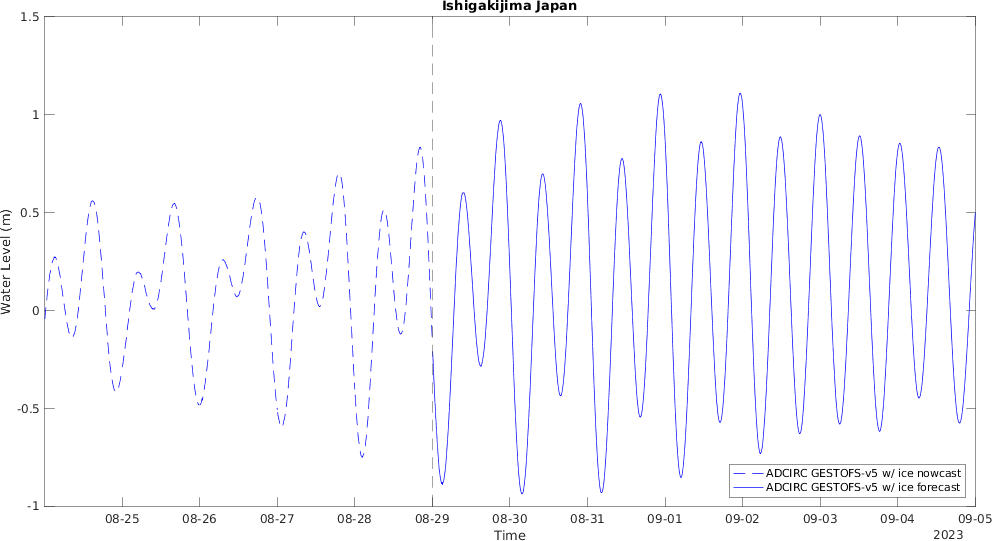 Ishigakijima Japan
Water Level (m)
1.5
1
0.5
0
-0.5
-1
ADCIRC GESTOFS-v5 w/ ice nowcast
ADCIRC GESTOFS-v5 w/ ice forecast
08-25 08-26 08-27 08-28 08-29 08-30 08-31 09-01 09-02 09-03 09-04 09-05
Time
2023